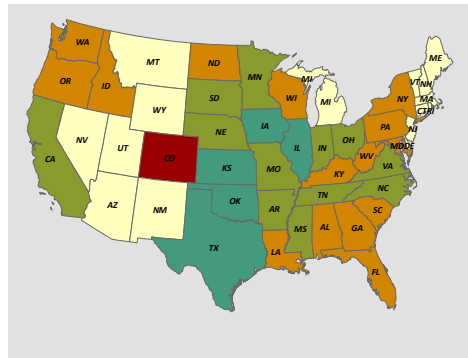 WA
MT
ND
MN
ME
OR
ID
WY
SD
WI
MI
MI
VT
NH
NY
MA
CT
RI
NV
UT
CO
NE
IA
IL
IN
OH
PA
NJ
MD
DE
CA
KS
MO
KY
WV
VA
AZ
NM
OK
AR
TN
NC
TX
LA
MS
AL
GA
SC
FL